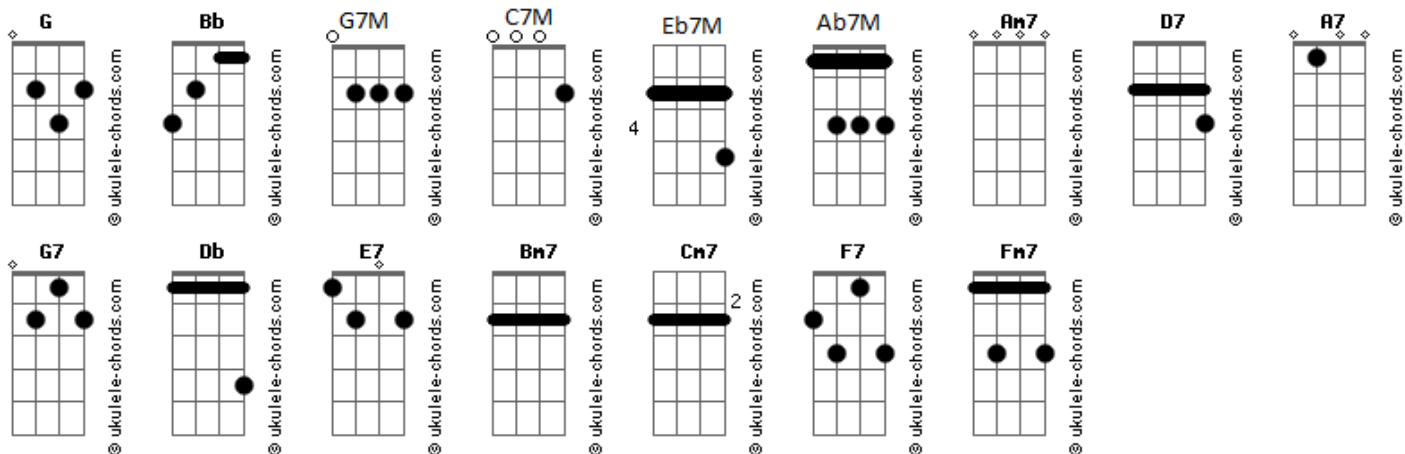 G Bb G7M C7M Eb7M Ab7M Am7 D7 A7
4
© ukulele-chords.com © ukulele-chords.com © ukulele-chords.com © ukulele-chords.com © ukulele-chords.com © ukulele-chords.com © ukulele-chords.com © ukulele-chords.com © ukulele-chords.com
G7 Db E7 Bm7 Cm7 F7 Fm7
2
© ukulele-chords.com © ukulele-chords.com © ukulele-chords.com © ukulele-chords.com © ukulele-chords.com © ukulele-chords.com © ukulele-chords.com